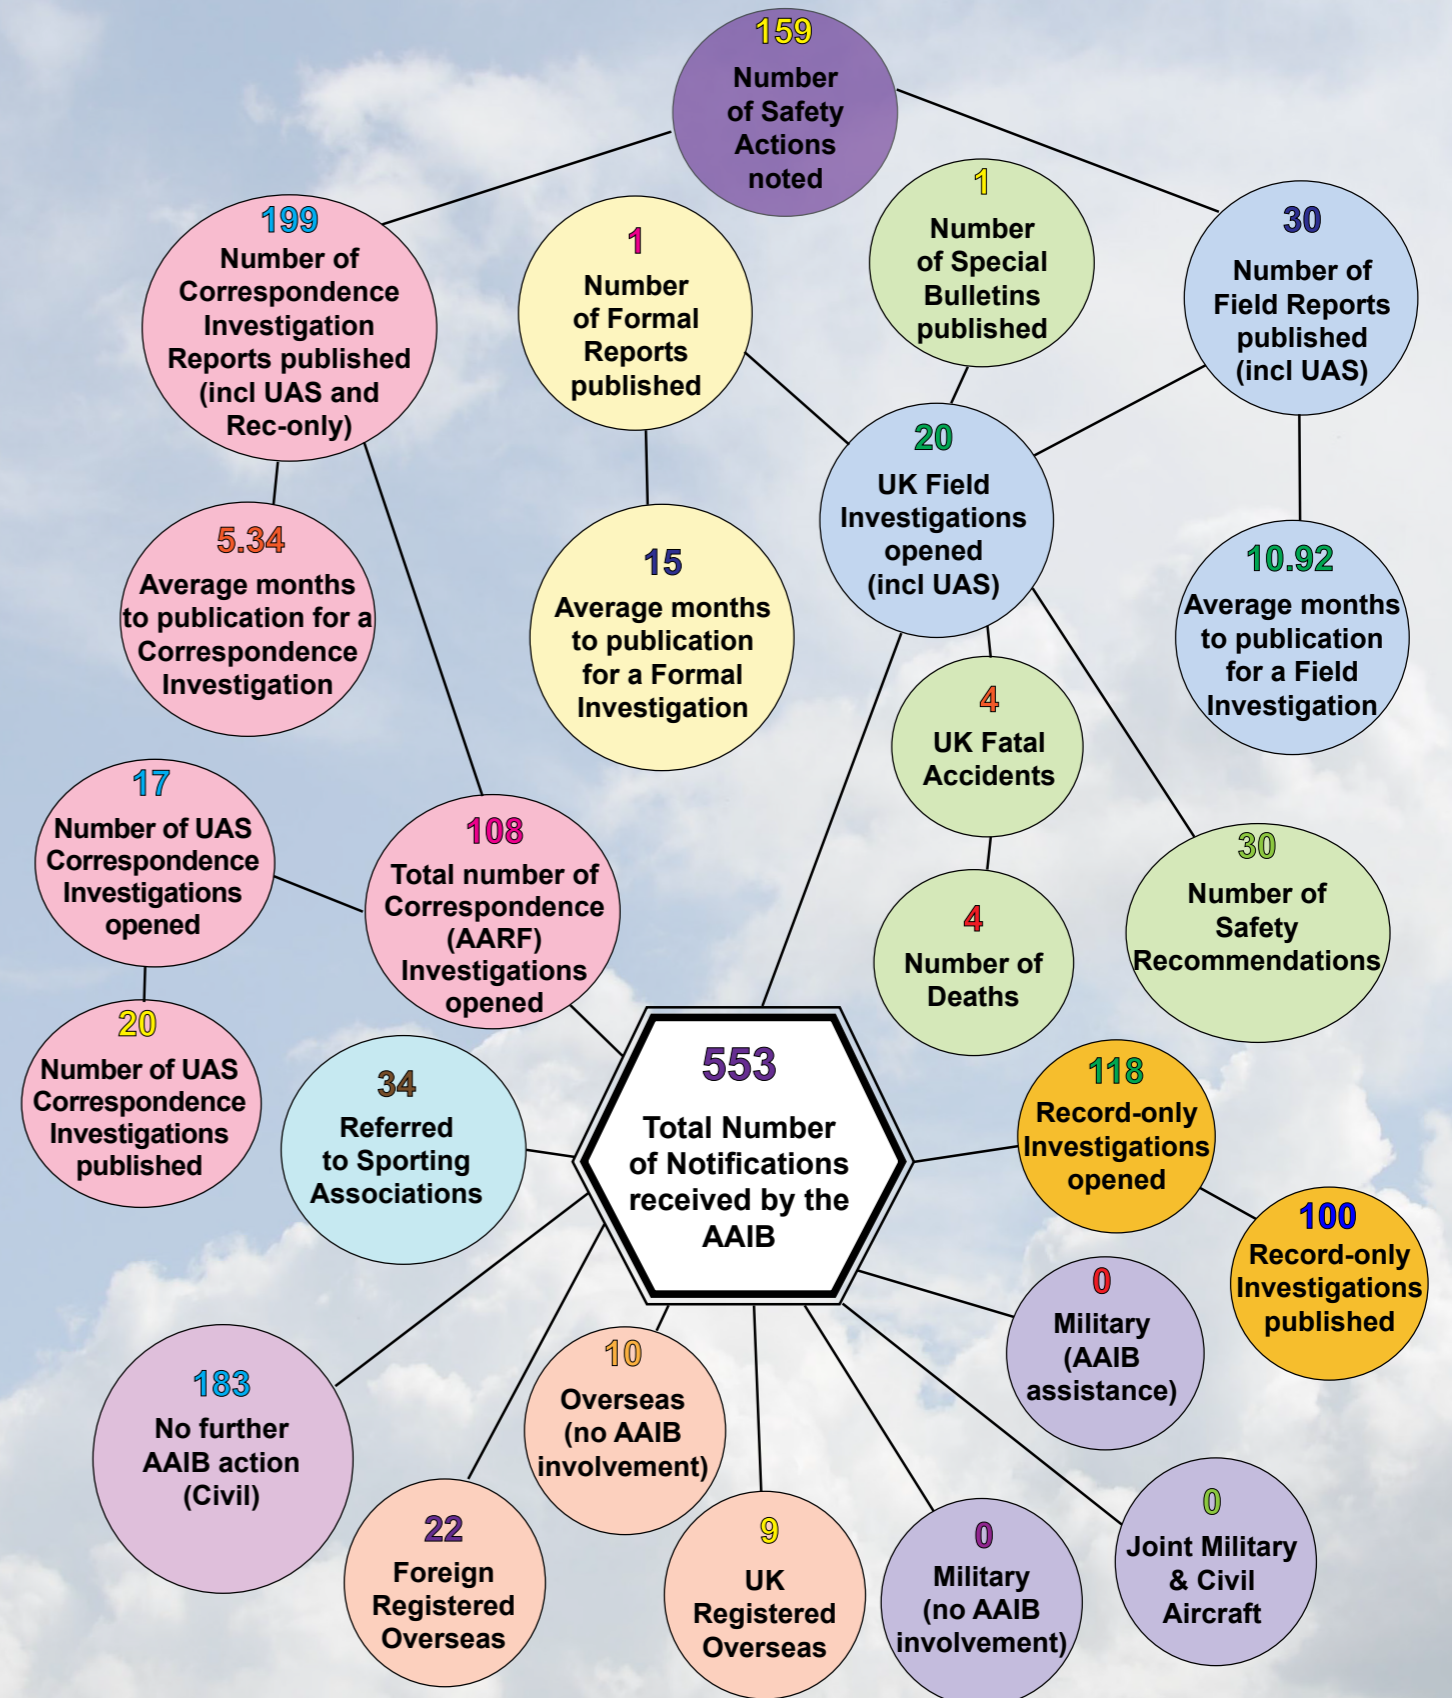 159
Number
of Safety
Actions
noted
199
Number of
Correspondence
Investigation
Reports published
(incl UAS and
Rec-only)
1
Number
of Formal
Reports
published
1
Number
of Special
Bulletins
published
30
Number of
Field Reports
published
(incl UAS)
20
UK Field
Investigations
opened
(incl UAS)
5.34
Average months
to publication for a
Correspondence
Investigation
15
Average months
to publication
for a Formal
Investigation
10.92
Average months
to publication
for a Field
Investigation
4
UK Fatal
Accidents
17
Number of UAS
Correspondence
Investigations
opened
108
Total number of
Correspondence
(AARF)
Investigations
opened
4
Number of
Deaths
30
Number of
Safety
Recommendations
20
Number of UAS
Correspondence
Investigations
published
34
Referred
to Sporting
Associations
553
Total Number
of Notifications
received by the
AAIB
118
Record-only
Investigations
opened
100
Record-only
Investigations
published
0
Military
(AAIB
assistance)
183
No further
AAIB action
(Civil)
10
Overseas
(no AAIB
involvement)
22
Foreign
Registered
Overseas
9
UK
Registered
Overseas
0
Military
(no AAIB
involvement)
0
Joint Military
& Civil
Aircraft